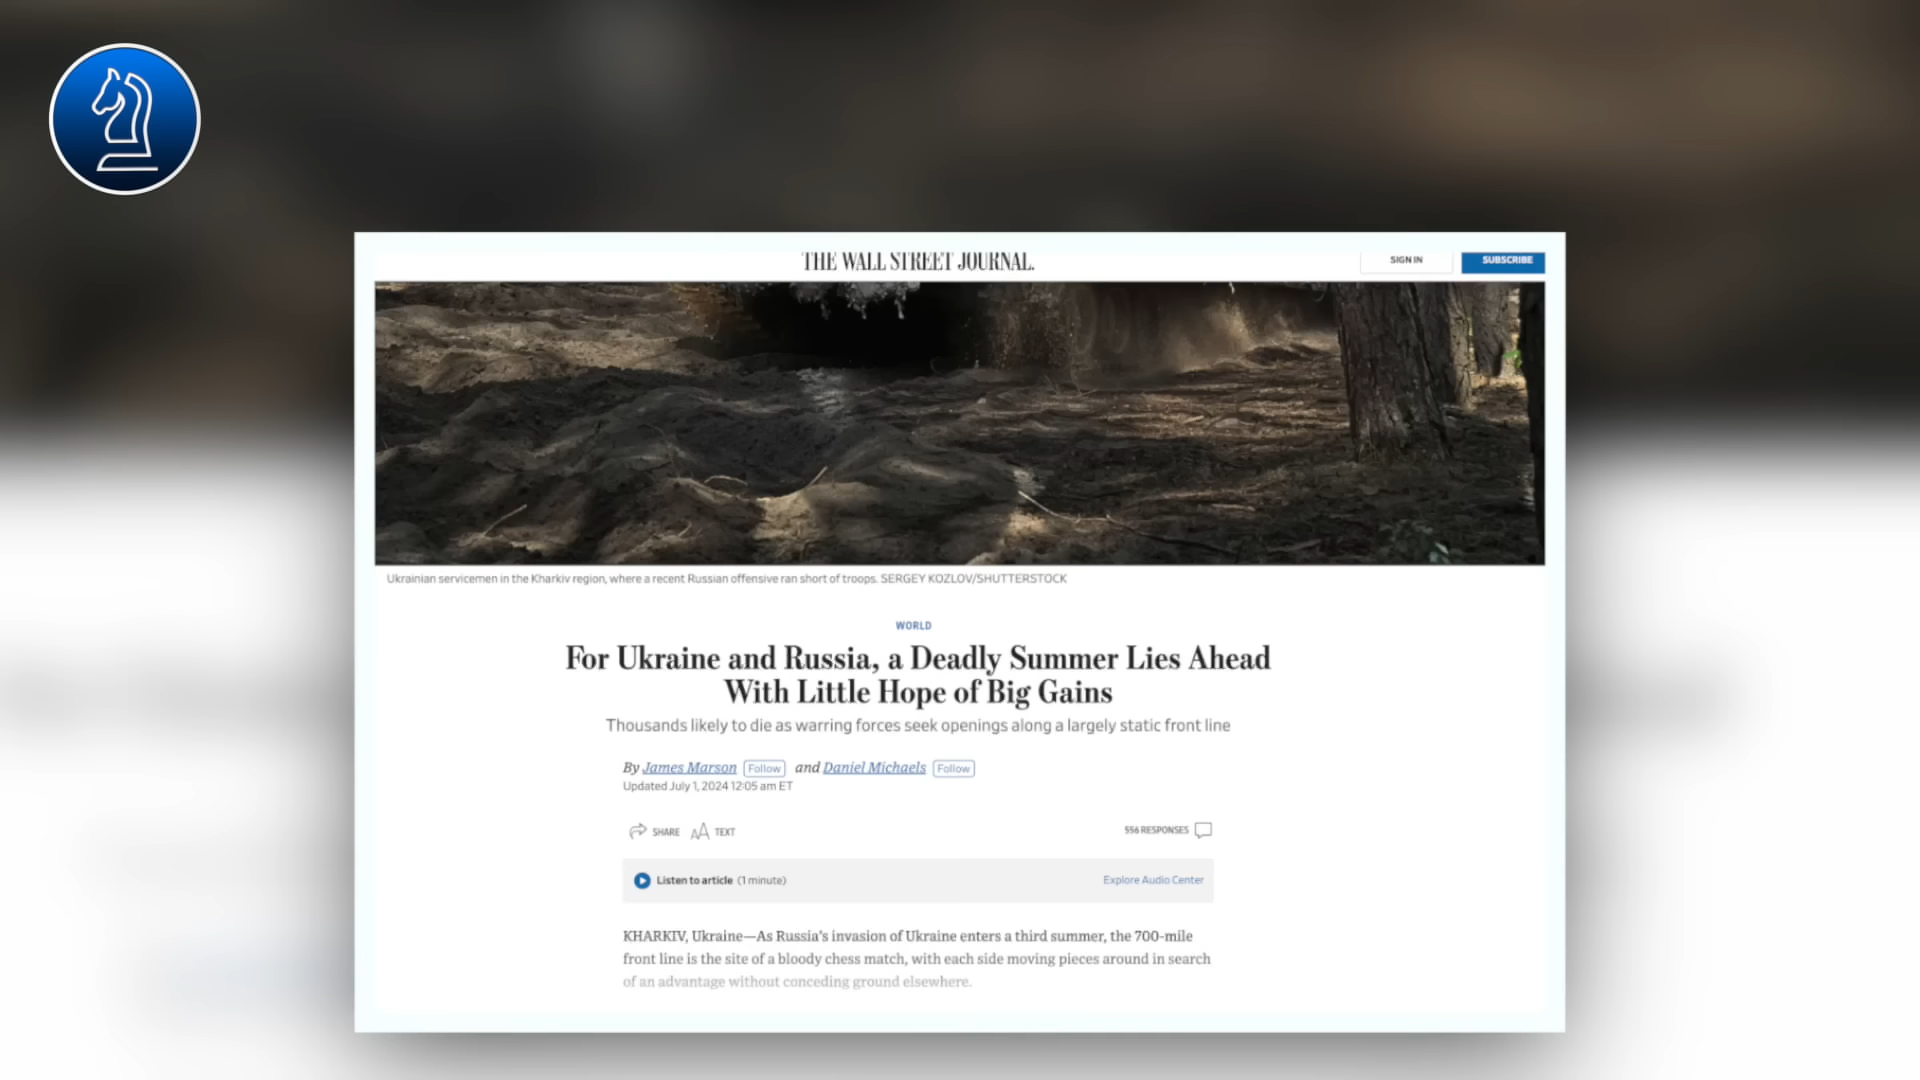 THE WALL STREET JOURNAL.
SIGN IN
SUBSCRIBE
Ukrainian servicemen in the Kharkiv region, where a recent Russian offensive ran short of troops. SERGEY KOZLOV/SHUTTERSTOCK
WORLD
For Ukraine and Russia, a Deadly Summer Lies Ahead
With Little Hope of Big Gains
Thousands likely to die as warring forces seek openings along a largely static front line
By James Marson Follow and Daniel Michaels Follow
Updated July 1, 2024 12:05 am ET
SHARE AA TEXT
556 RESPONSES
Listen to article (1 minute)
Explore Audio Center
KHARKIV, Ukraine—As Russia's invasion of Ukraine enters a third summer, the 700-mile
front line is the site of a bloody chess match, with each side moving pieces around in search
of an advantage without conceding ground elsewhere.